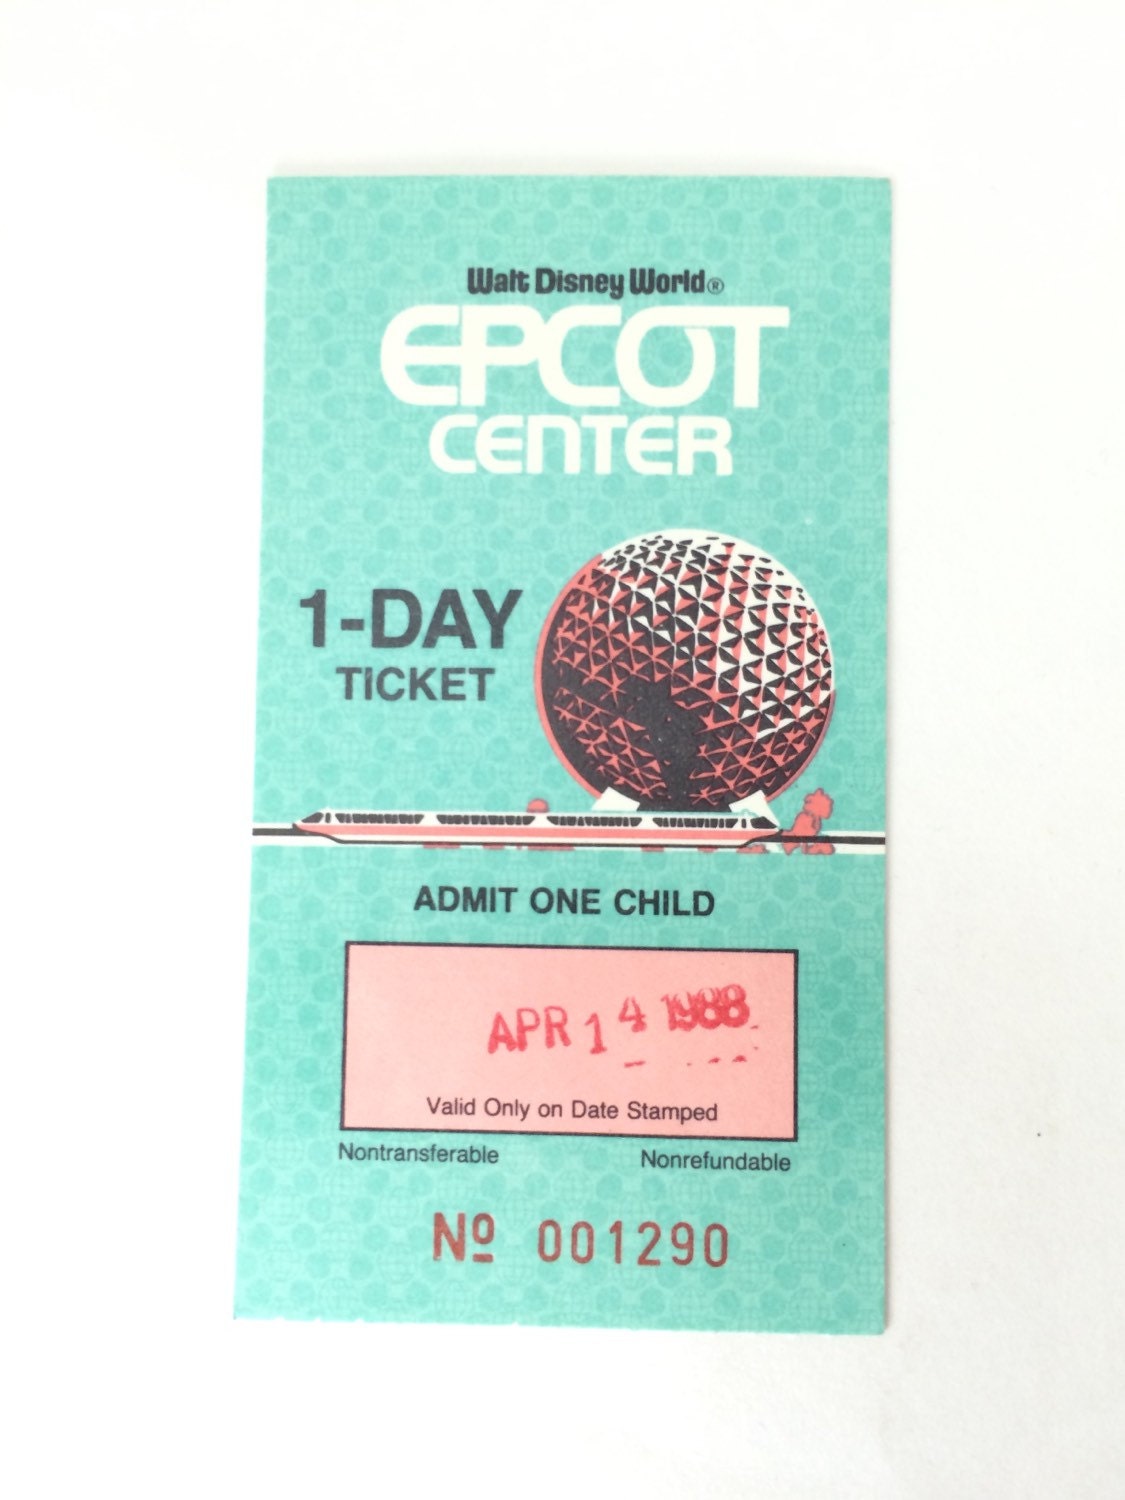 Walt Disney World®
EPCOT
CENTER
1-DAY
TICKET
ADMIT ONE CHILD
APR 14 1988
Valid Only on Date Stamped
Nontransferable Nonrefundable
Nº 001290